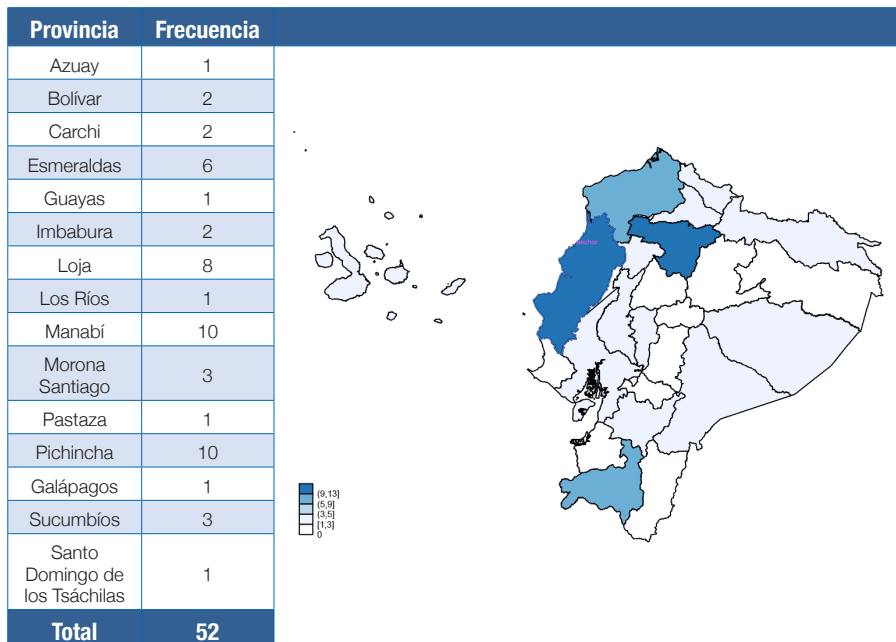 Provincia Frecuencia
Azuay 1
Bolívar 2
Carchi 2
Esmeraldas 6
Guayas 1
Imbabura 2
Loja 8
Los Ríos 1
Manabí 10
Morona
Santiago 3
Pastaza 1
Pichincha 10
Galápagos 1
Sucumbíos 3
Santo
Domingo de 1
los Tsáchilas
Total 52
(9,13]
(5,9]
(3,5]
[1,3]
0